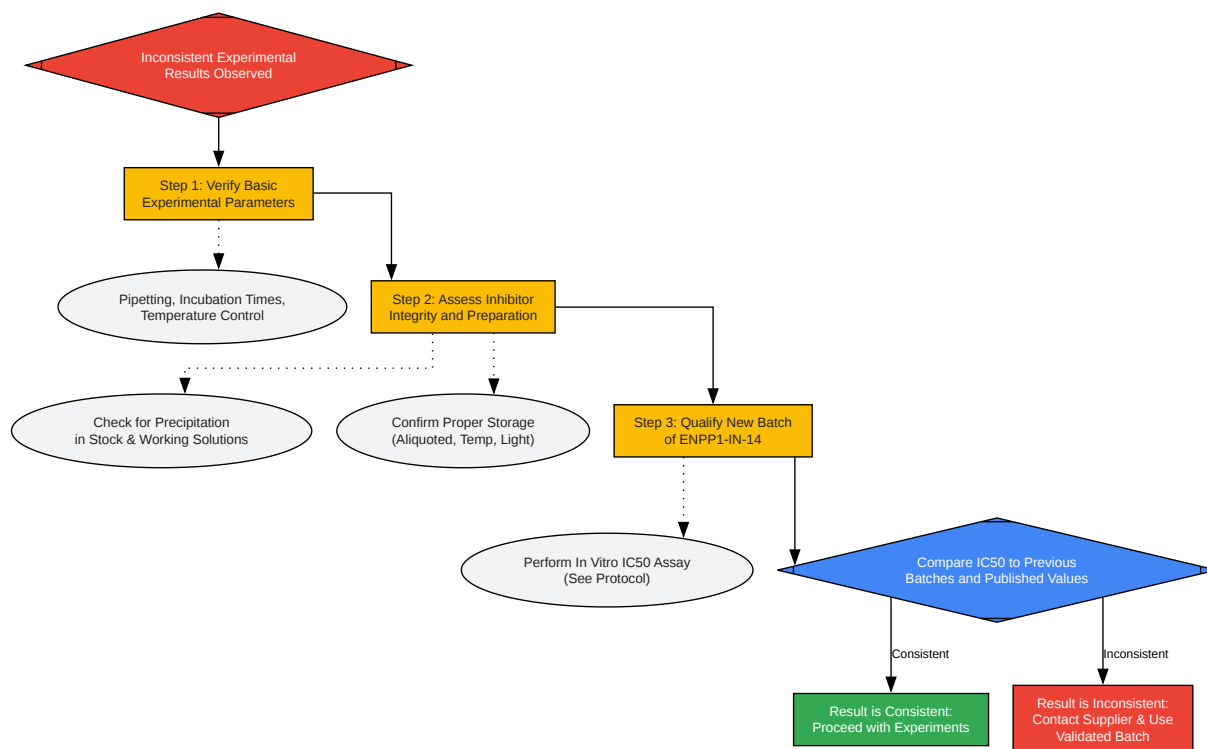 Inconsistent Experimental
Results Observed
Step 1: Verify Basic
Experimental Parameters
Pipetting, Incubation Times,
Temperature Control
Step 2: Assess Inhibitor
Integrity and Preparation
Check for Precipitation
in Stock & Working Solutions
Confirm Proper Storage
(Aliquoted, Temp, Light)
Step 3: Qualify New Batch
of ENPP1-IN-14
Perform In Vitro IC50 Assay
(See Protocol)
Compare IC50 to Previous
Batches and Published Values
Consistent
Inconsistent
Result is Consistent:
Proceed with Experiments
Result is Inconsistent:
Contact Supplier & Use
Validated Batch